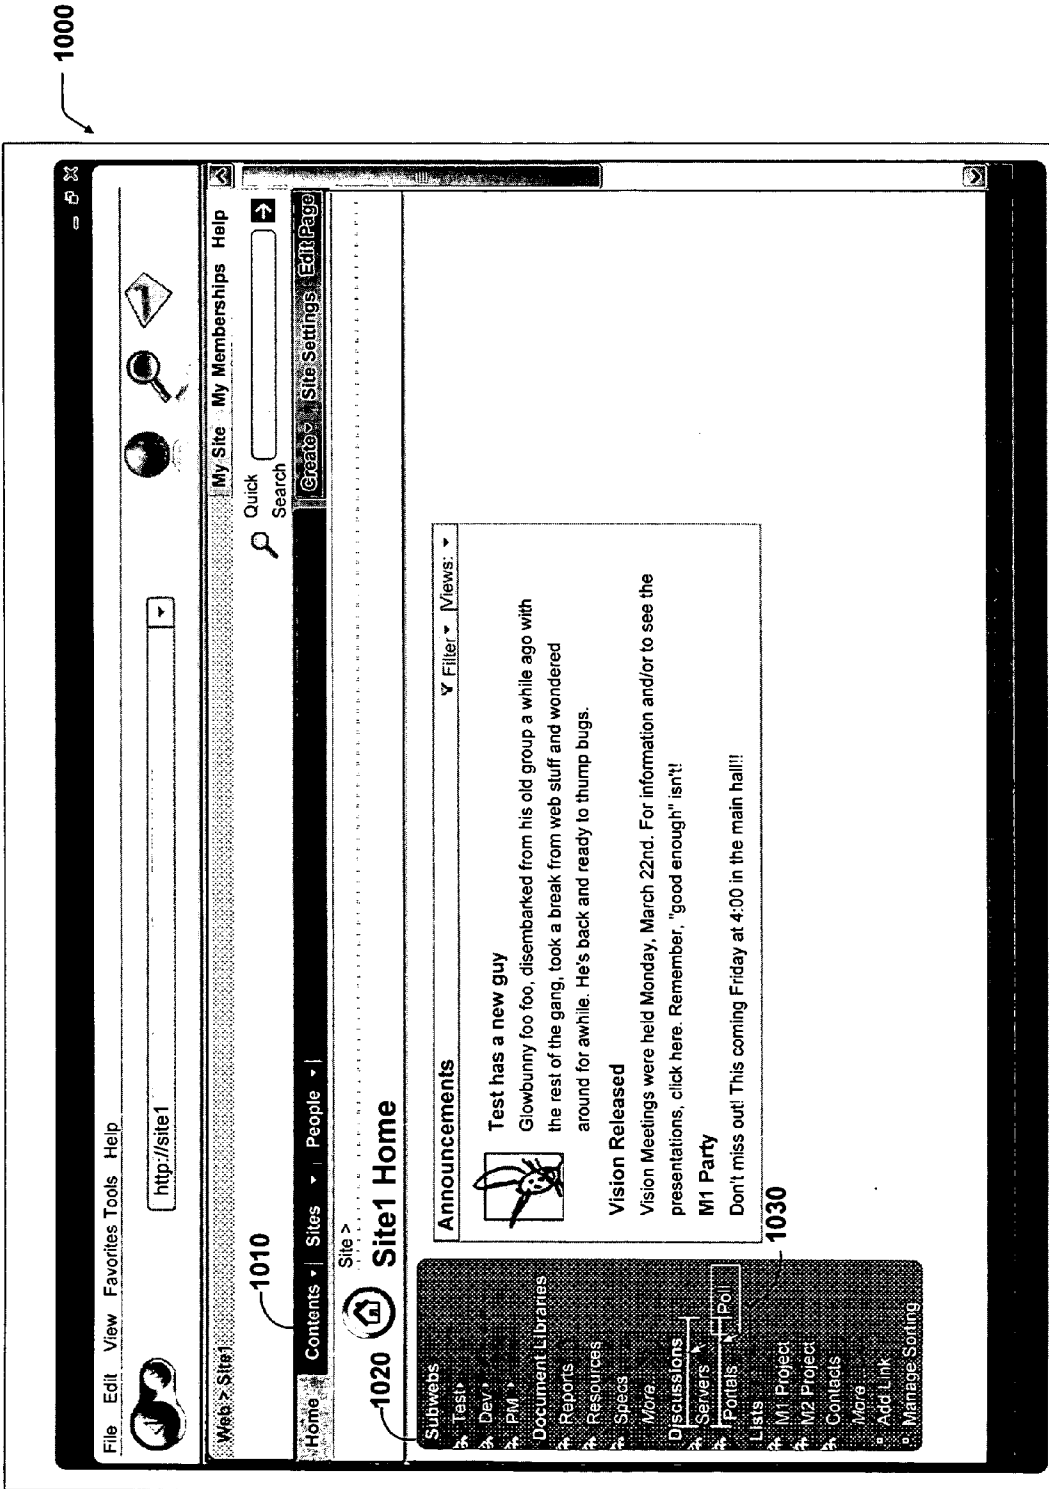 1000
File Edit View Favorites Tools Help
http://site1
Web > Site1
My Site My Memberships Help
Quick
Search
1010
Home Contents Sites People
Create Site Settings Edit Page
Site >
1020
Site1 Home
Subwebs
Test>
Dev>
PM >
Document Libraries
Reports
Resources
Specs
More
Discussions
Servers
Portals
Poll
Lists
M1 Project
M2 Project
Contacts
More
Add Link
Manage Sorting
1030
Announcements
Filter Views:
Test has a new guy
Glowbunny foo foo, disembarked from his old group a while ago with
the rest of the gang, took a break from web stuff and wondered
around for awhile. He's back and ready to thump bugs.
Vision Released
Vision Meetings were held Monday, March 22nd. For information and/or to see the
presentations, click here. Remember, "good enough" isn't!
M1 Party
Don't miss out! This coming Friday at 4:00 in the main hall!!